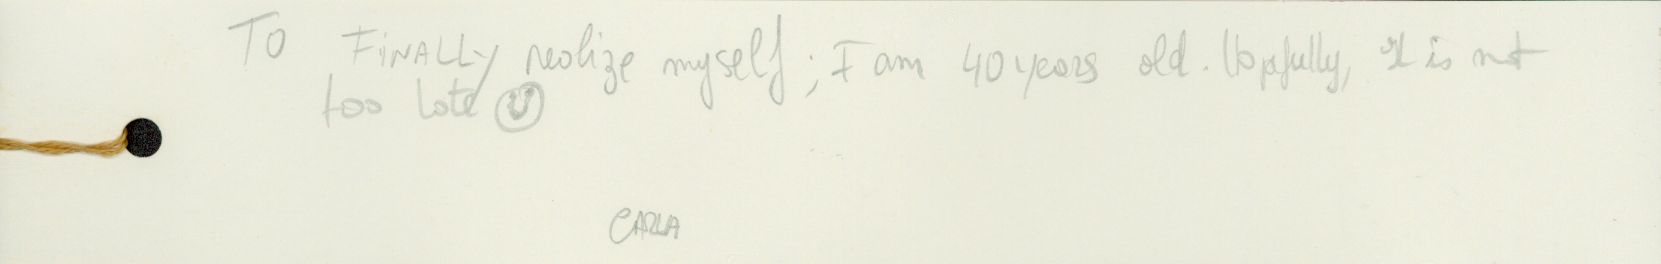 To FiNALLy realize myself; I am 40 years old. Hopefully, it is not
too late ☺
CARLA